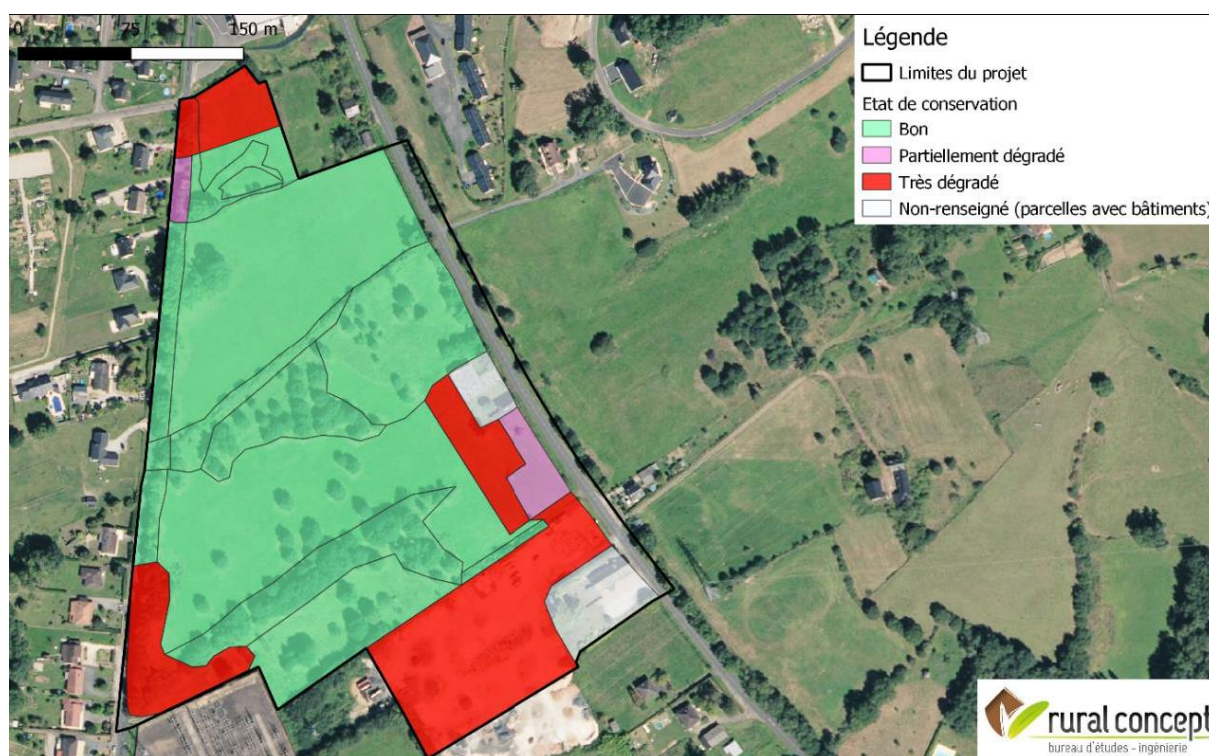 0 75 150 m
Légende
Limites du projet
Etat de conservation
Bon
Partiellement dégradé
Très dégradé
Non-renseigné (parcelles avec bâtiments)
rural concept
bureau d'études - ingénierie